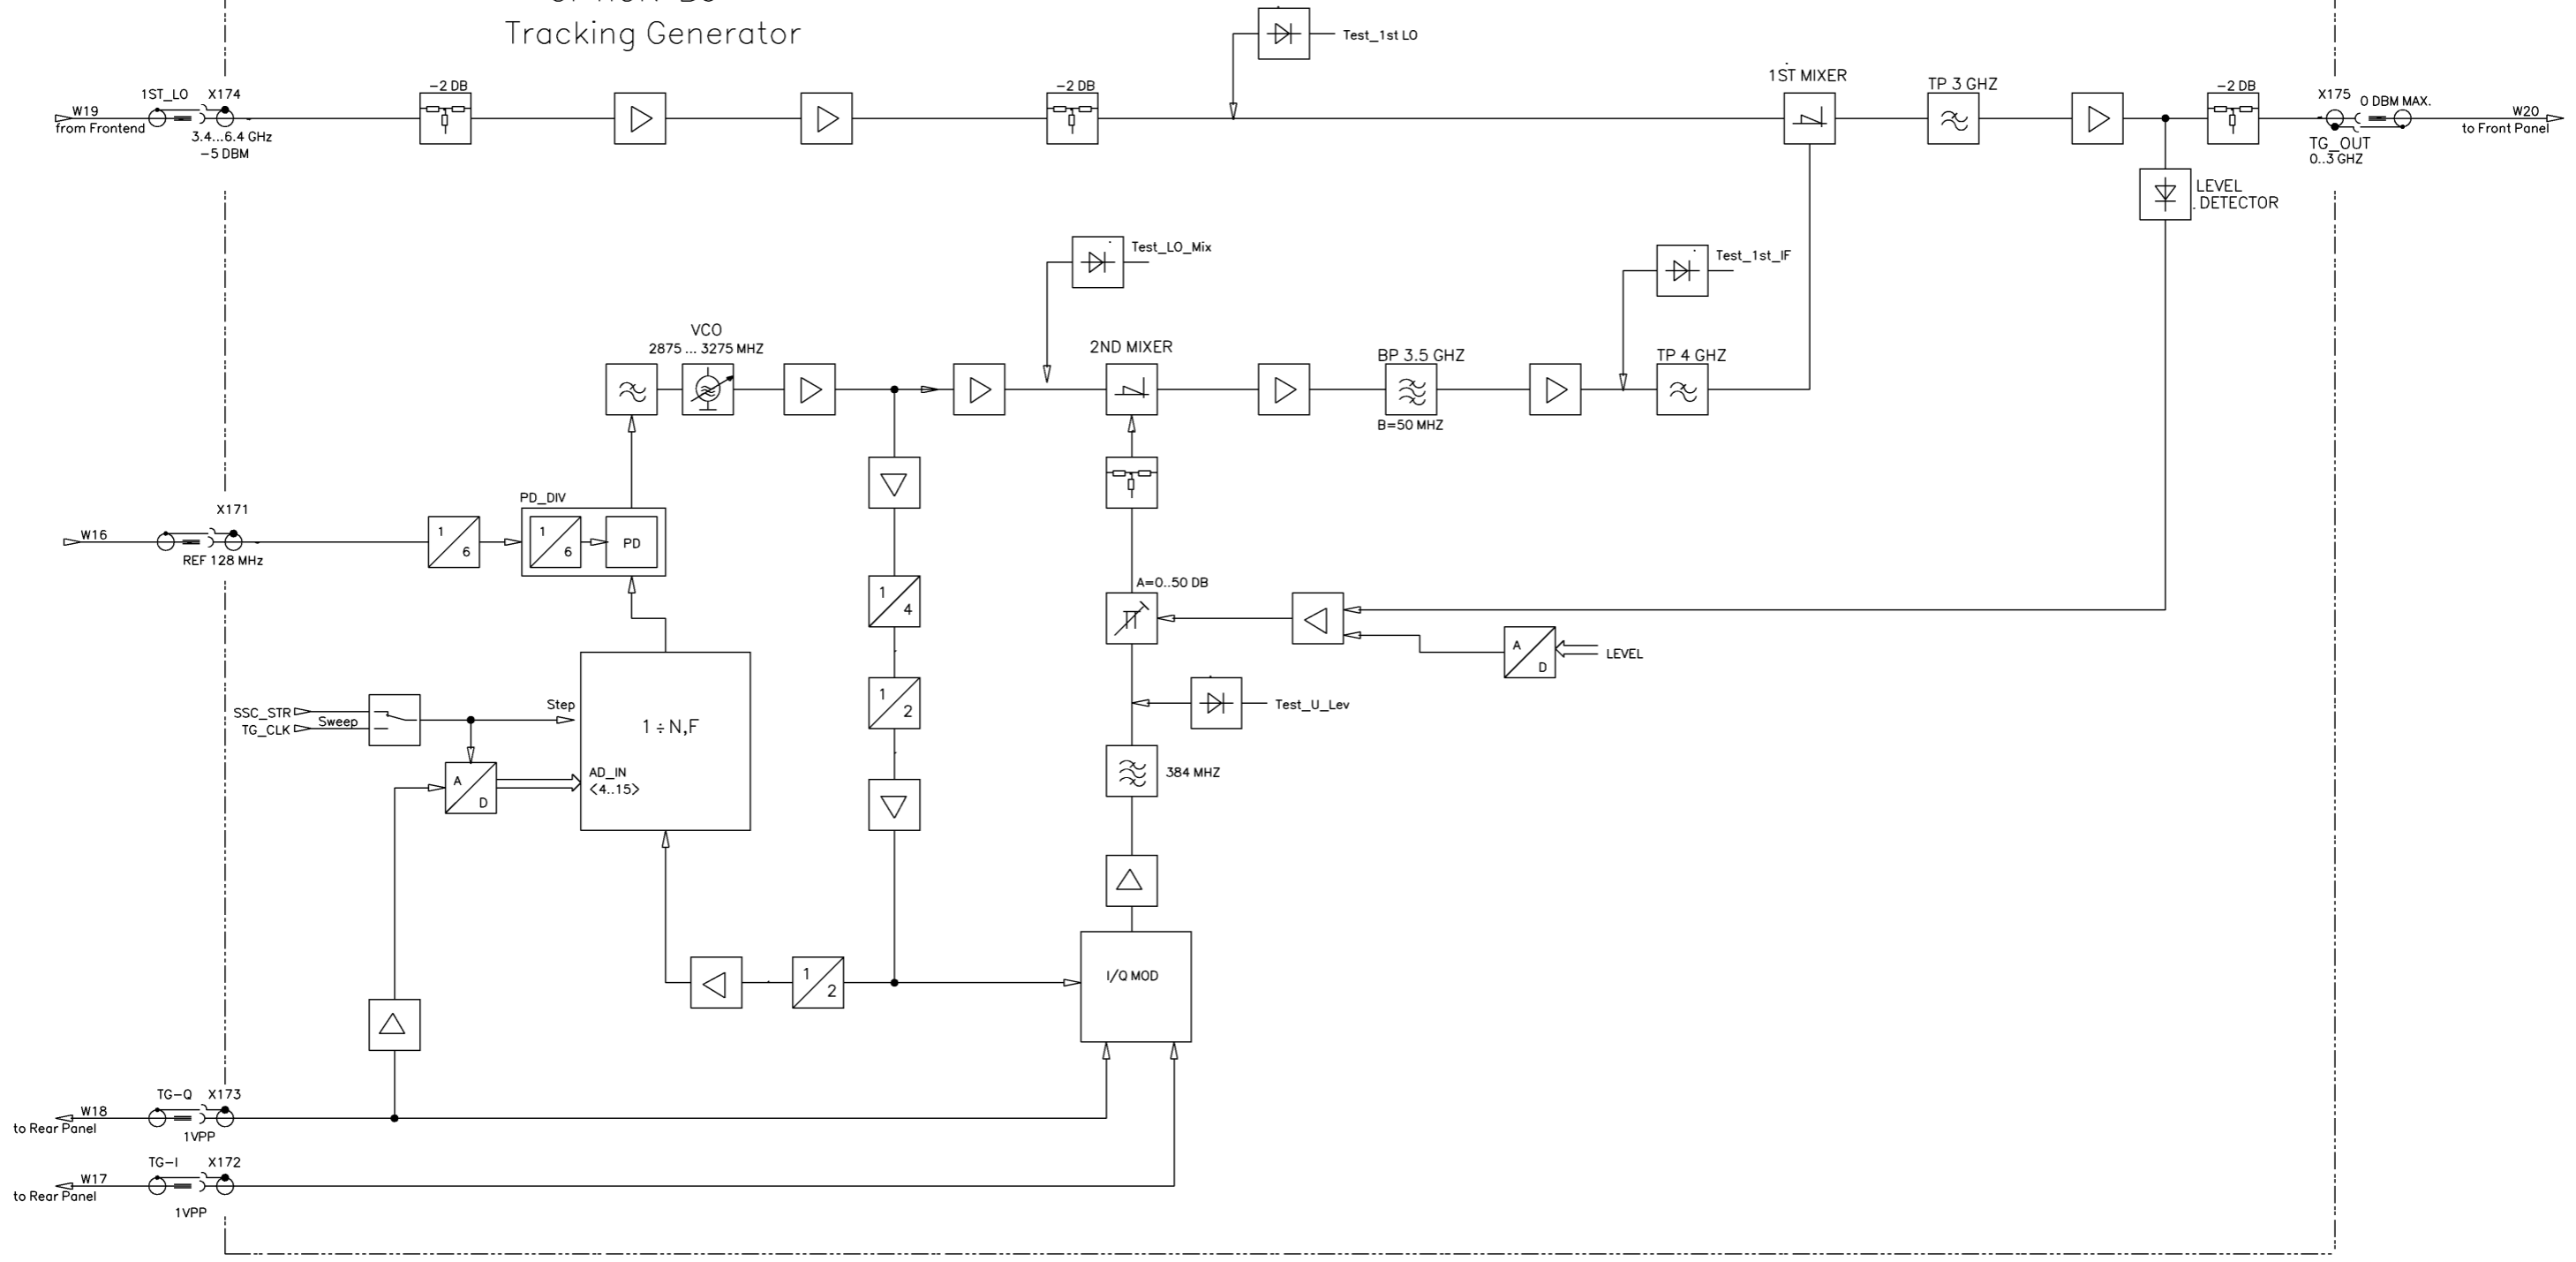 Tracking Generator
Test_1st LO
1ST_LO
X174
W19
from Frontend
3.4...6.4 GHz
-5 DBM
-2 DB
-2 DB
1ST MIXER
TP 3 GHZ
-2 DB
X175
0 DBM MAX.
W20
to Front Panel
TG_OUT
0..3 GHZ
LEVEL
DETECTOR
Test_LO_Mix
Test_1st_IF
VCO
2875 ... 3275 MHZ
2ND MIXER
BP 3.5 GHZ
B=50 MHZ
TP 4 GHZ
X171
W16
REF 128 MHz
1
6
PD_DIV
1
6
PD
1
4
A=0..50 DB
A
D
LEVEL
SSC_STR
TG_CLK
Sweep
Step
1÷N,F
AD_IN
<4..15>
A
D
1
2
Test_U_Lev
384 MHZ
1
2
I/Q MOD
TG-Q
X173
W18
to Rear Panel
1VPP
TG-I
X172
W17
to Rear Panel
1VPP